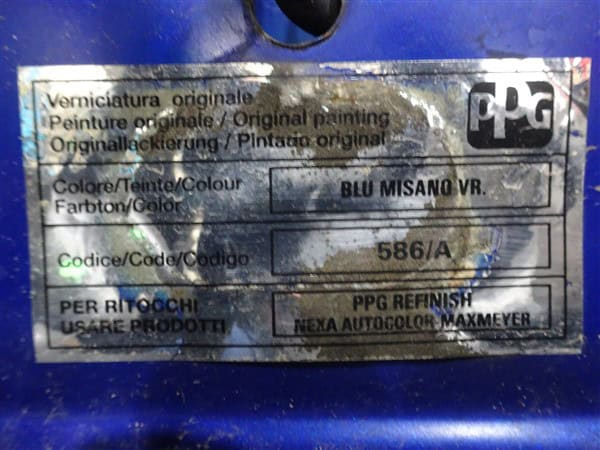 Verniciatura originale
Peinture originale / Original painting
Originallackierung / Pintado original
PPG
Colore/Teinte/Colour
Farbton/Color
BLU MISANO VR.
Codice/Code/Codigo
586/A
PER RITOCCHI
USARE PRODOTTI
PPG REFINISH
NEXA AUTOCOLOR-MAXMEYER